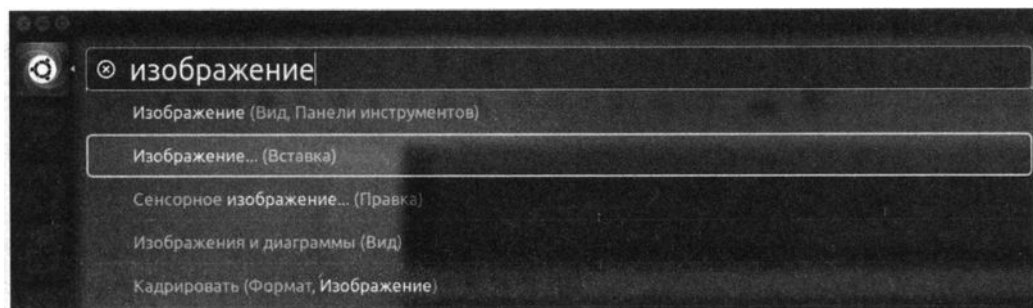 изображение
Изображение (Вид, Панели инструментов)
Изображение... (Вставка)
Сенсорное изображение... (Правка)
Изображения и диаграммы (Вид)
Кадрировать (Формат, Изображение)